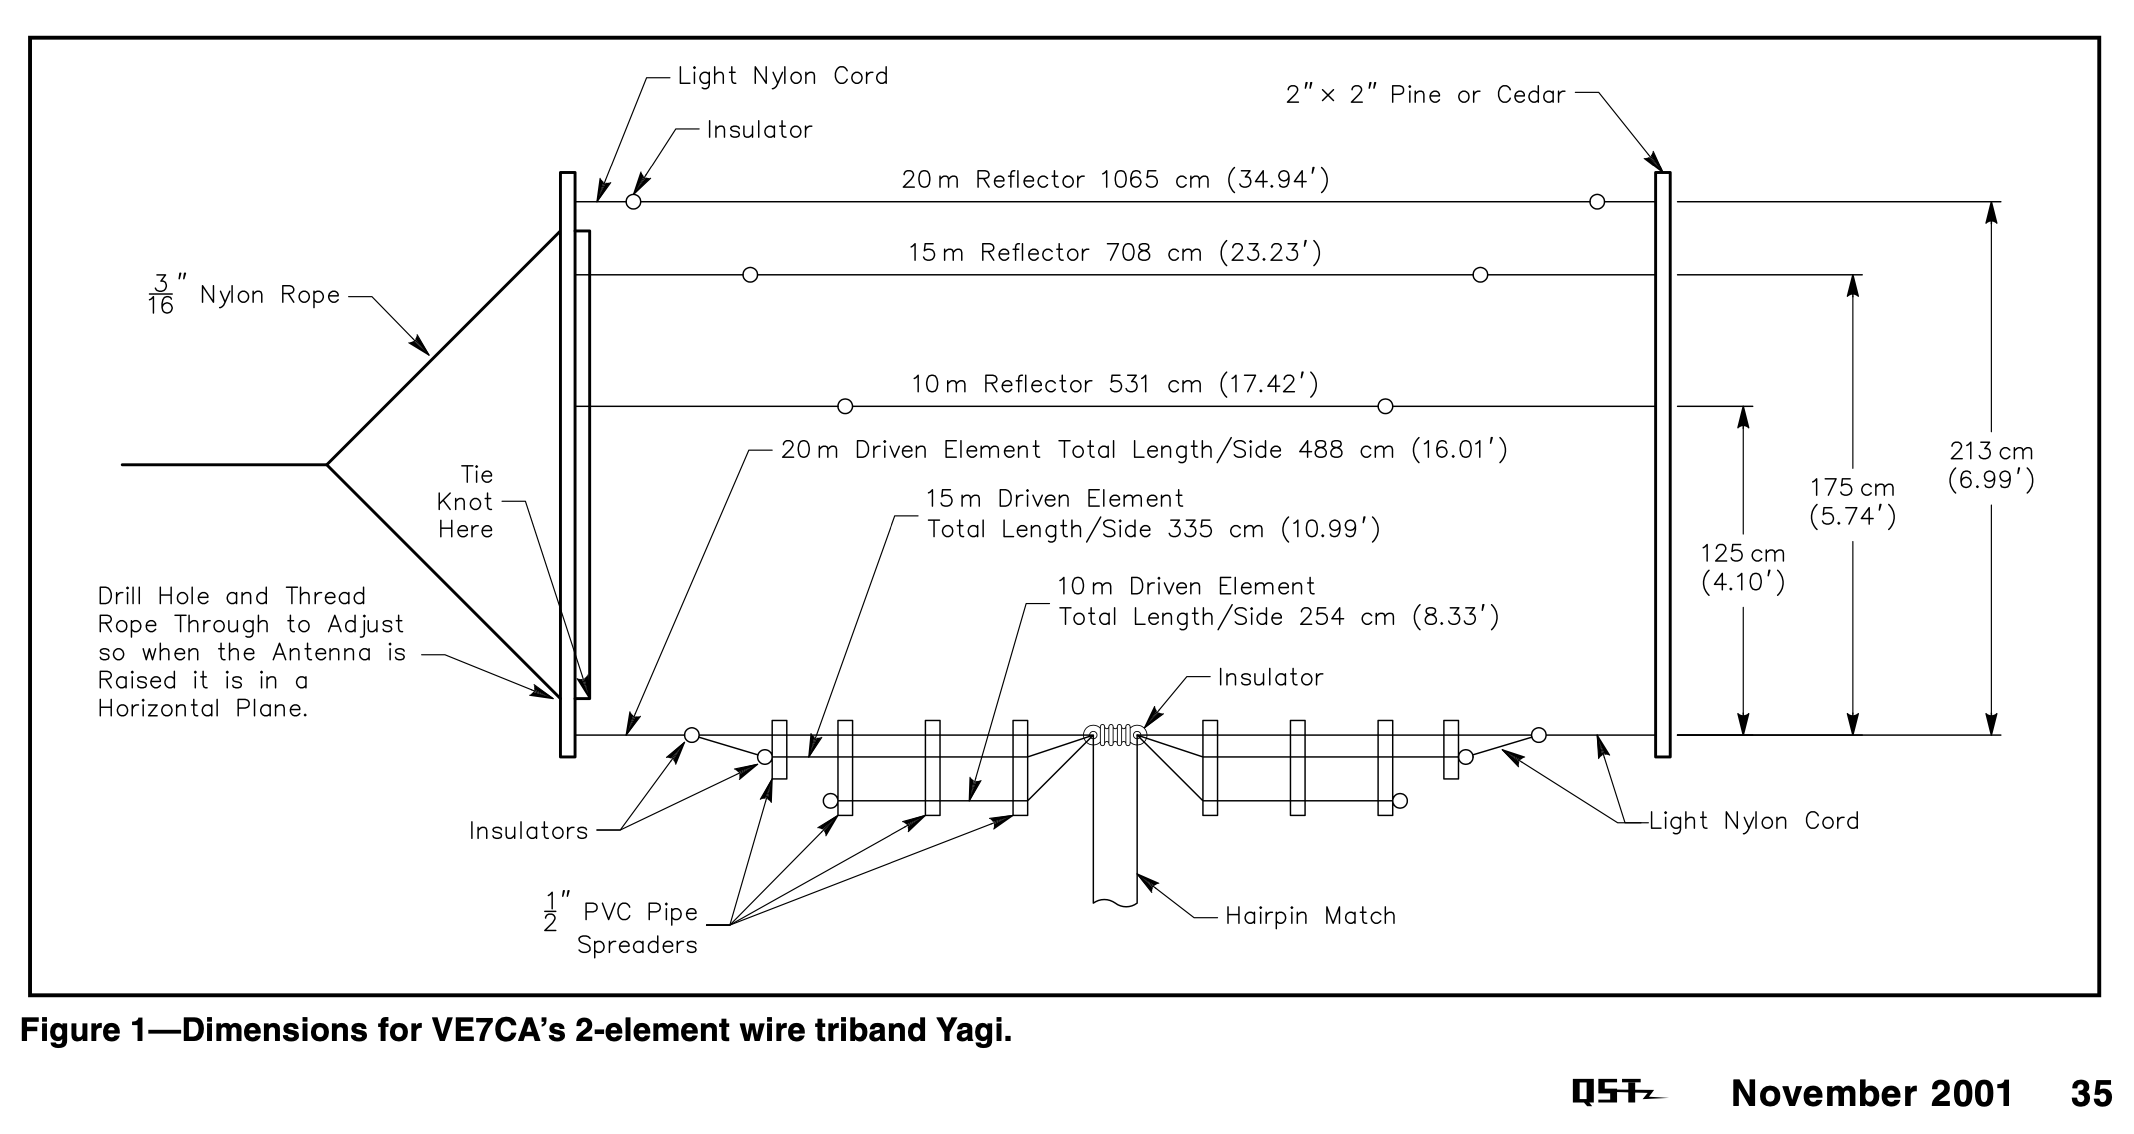 Light Nylon Cord
2"× 2" Pine or Cedar
Insulator
20 m Reflector 1065 cm (34.94')
15 m Reflector 708 cm (23.23')
3/16" Nylon Rope
10 m Reflector 531 cm (17.42')
20 m Driven Element Total Length/Side 488 cm (16.01')
213 cm
(6.99')
Tie
Knot
Here
15 m Driven Element
Total Length/Side 335 cm (10.99')
175 cm
(5.74')
125 cm
(4.10')
10 m Driven Element
Total Length/Side 254 cm (8.33')
Drill Hole and Thread
Rope Through to Adjust
so when the Antenna is
Raised it is in a
Horizontal Plane.
Insulator
Insulators
Light Nylon Cord
1/2" PVC Pipe
Spreaders
Hairpin Match
Figure 1—Dimensions for VE7CA's 2-element wire triband Yagi.
QST November 2001 35